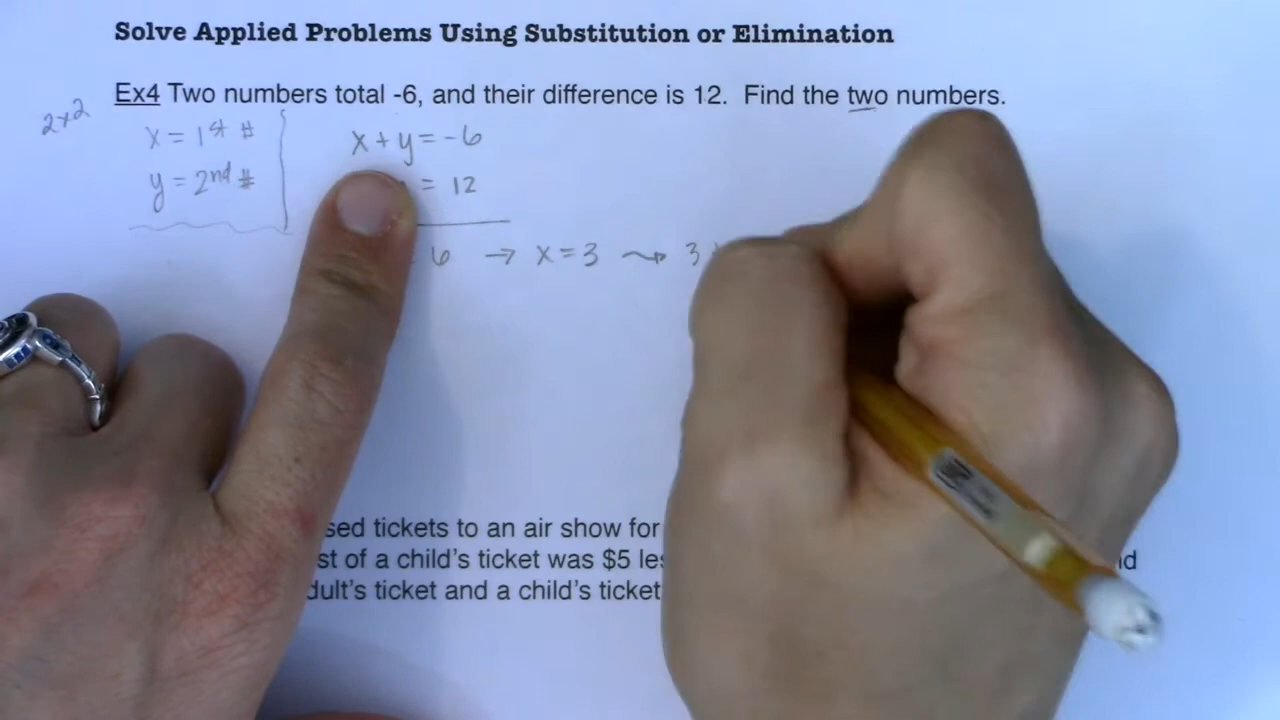 Solve Applied Problems Using Substitution or Elimination
Ex4 Two numbers total -6, and their difference is 12. Find the two numbers.
2x2
x = 1st #
y = 2nd #
x + y = -6
= 12
6 → x = 3 ⤳ 3
sed tickets to an air show for
st of a child's ticket was $5 les
dult's ticket and a child's ticket